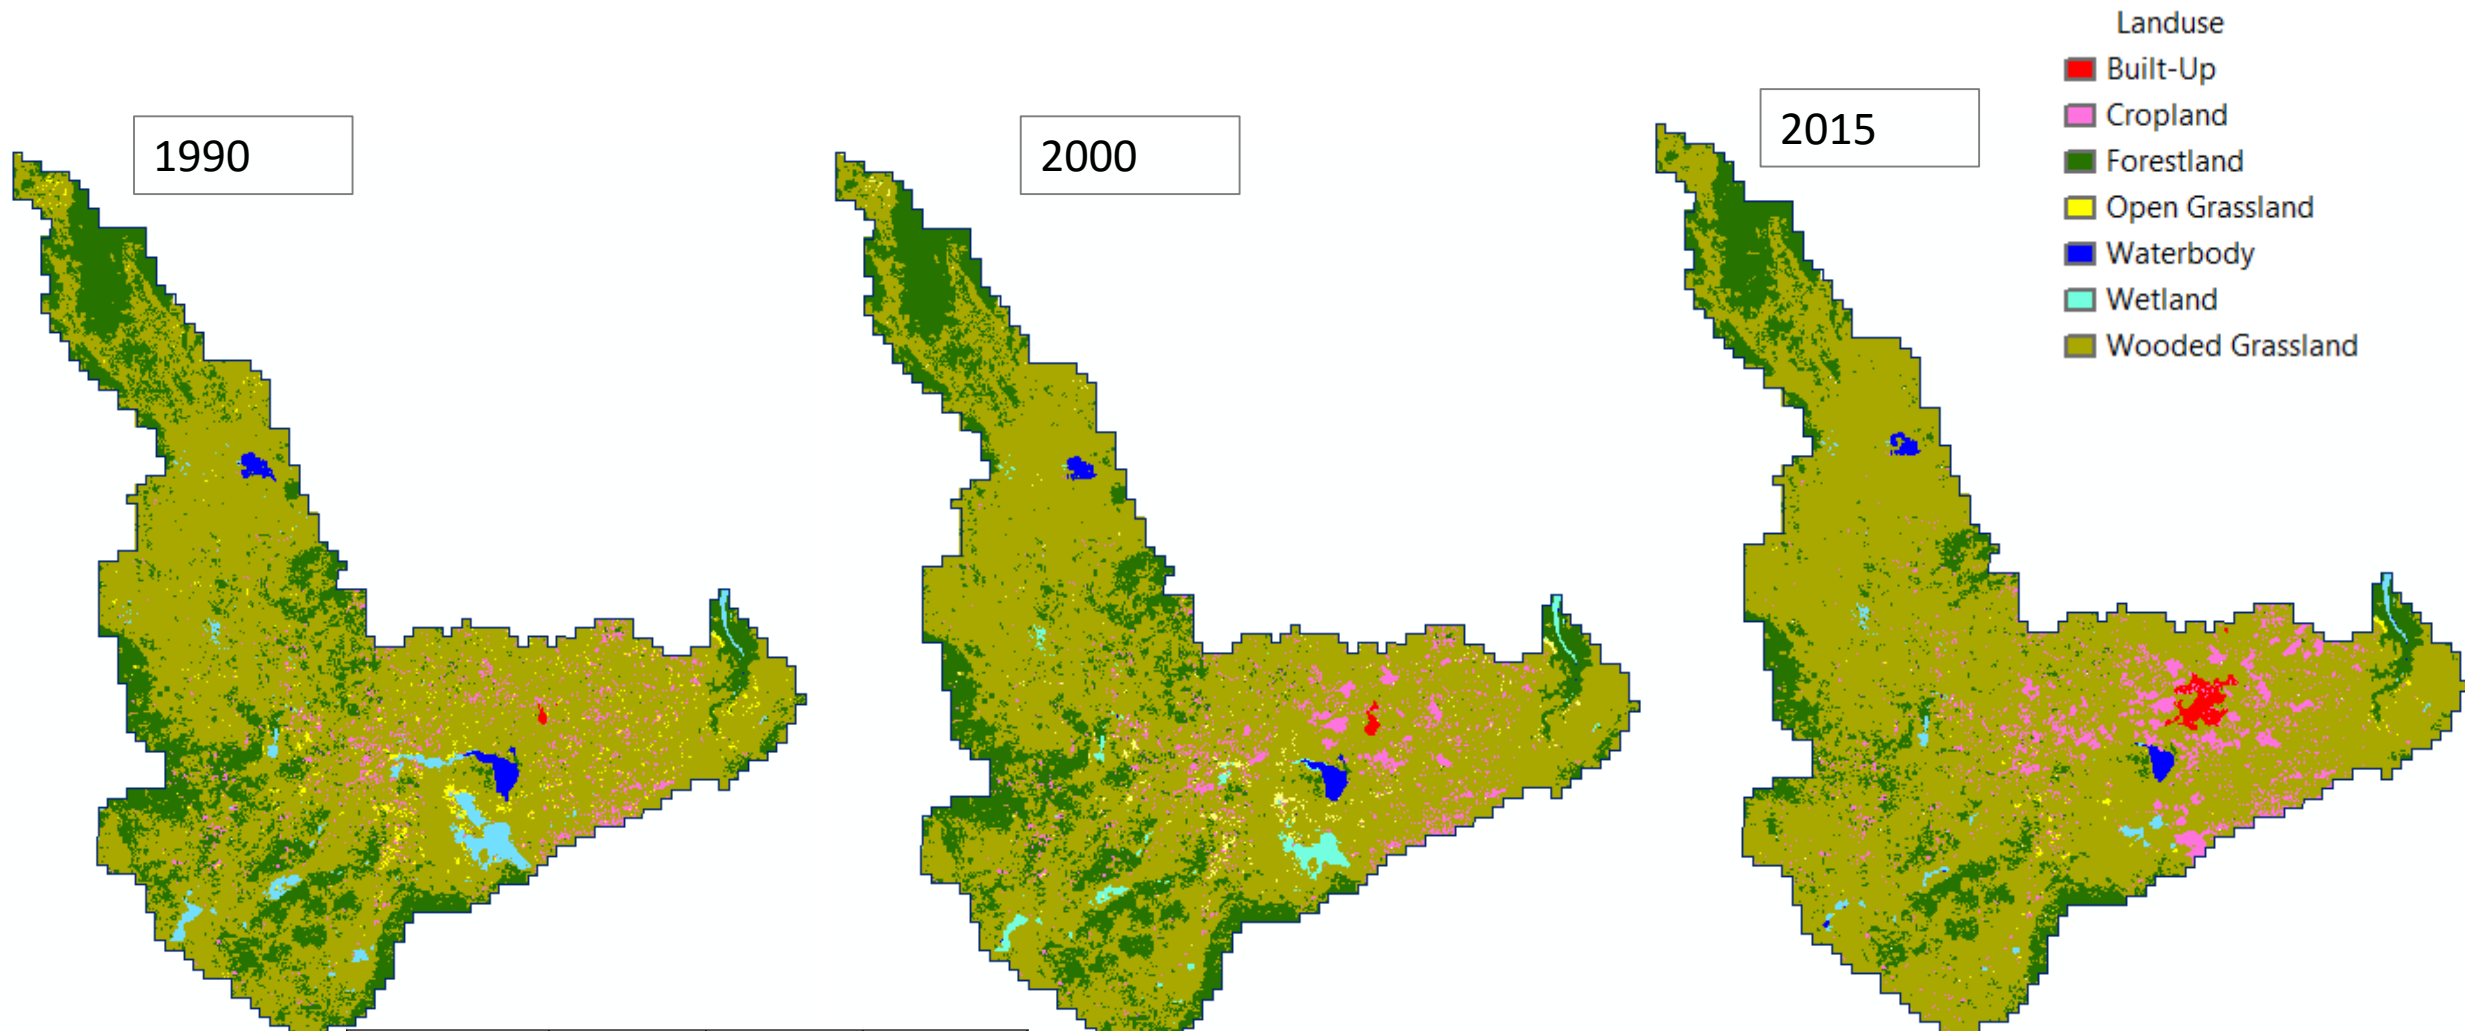 1990
2000
2015
Landuse
Built-Up
Cropland
Forestland
Open Grassland
Waterbody
Wetland
Wooded Grassland